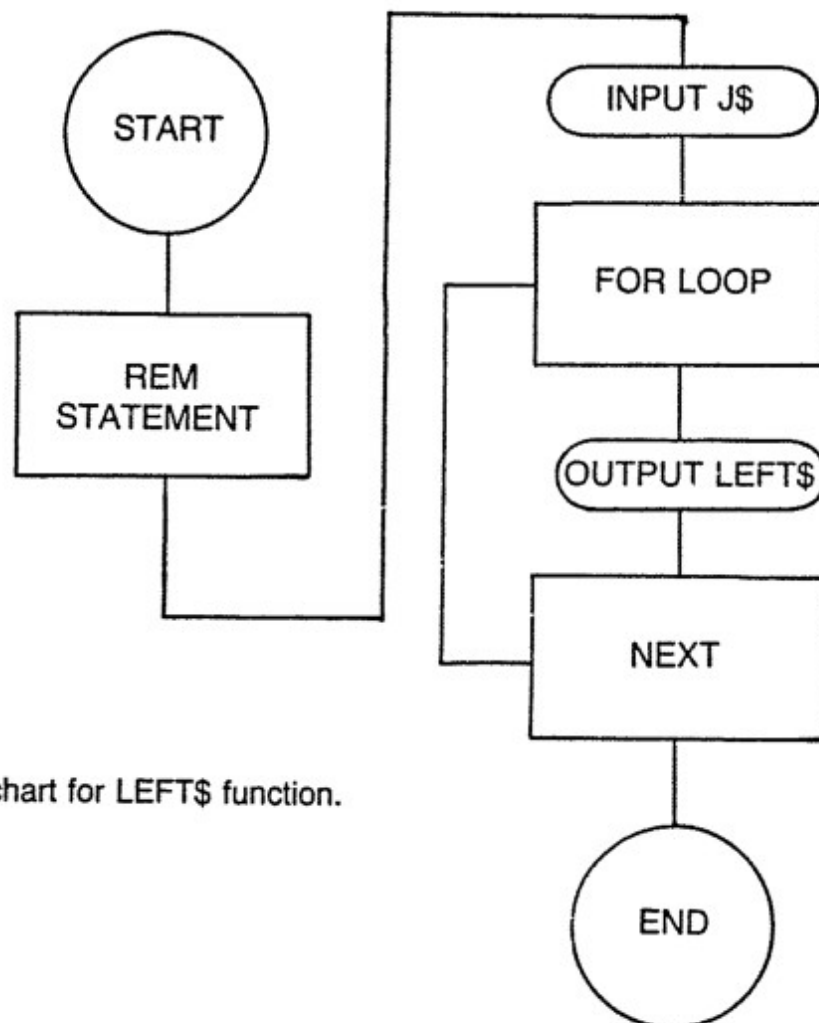 START
REM
STATEMENT
INPUT J$
FOR LOOP
OUTPUT LEFT$
NEXT
END
chart for LEFT$ function.